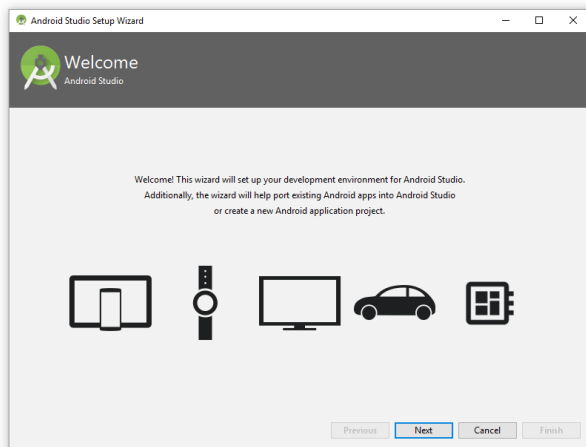 Android Studio Setup Wizard
Welcome
Android Studio
Welcome! This wizard will set up your development environment for Android Studio.
Additionally, the wizard will help port existing Android apps into Android Studio
or create a new Android application project.
Previous Next Cancel Finish